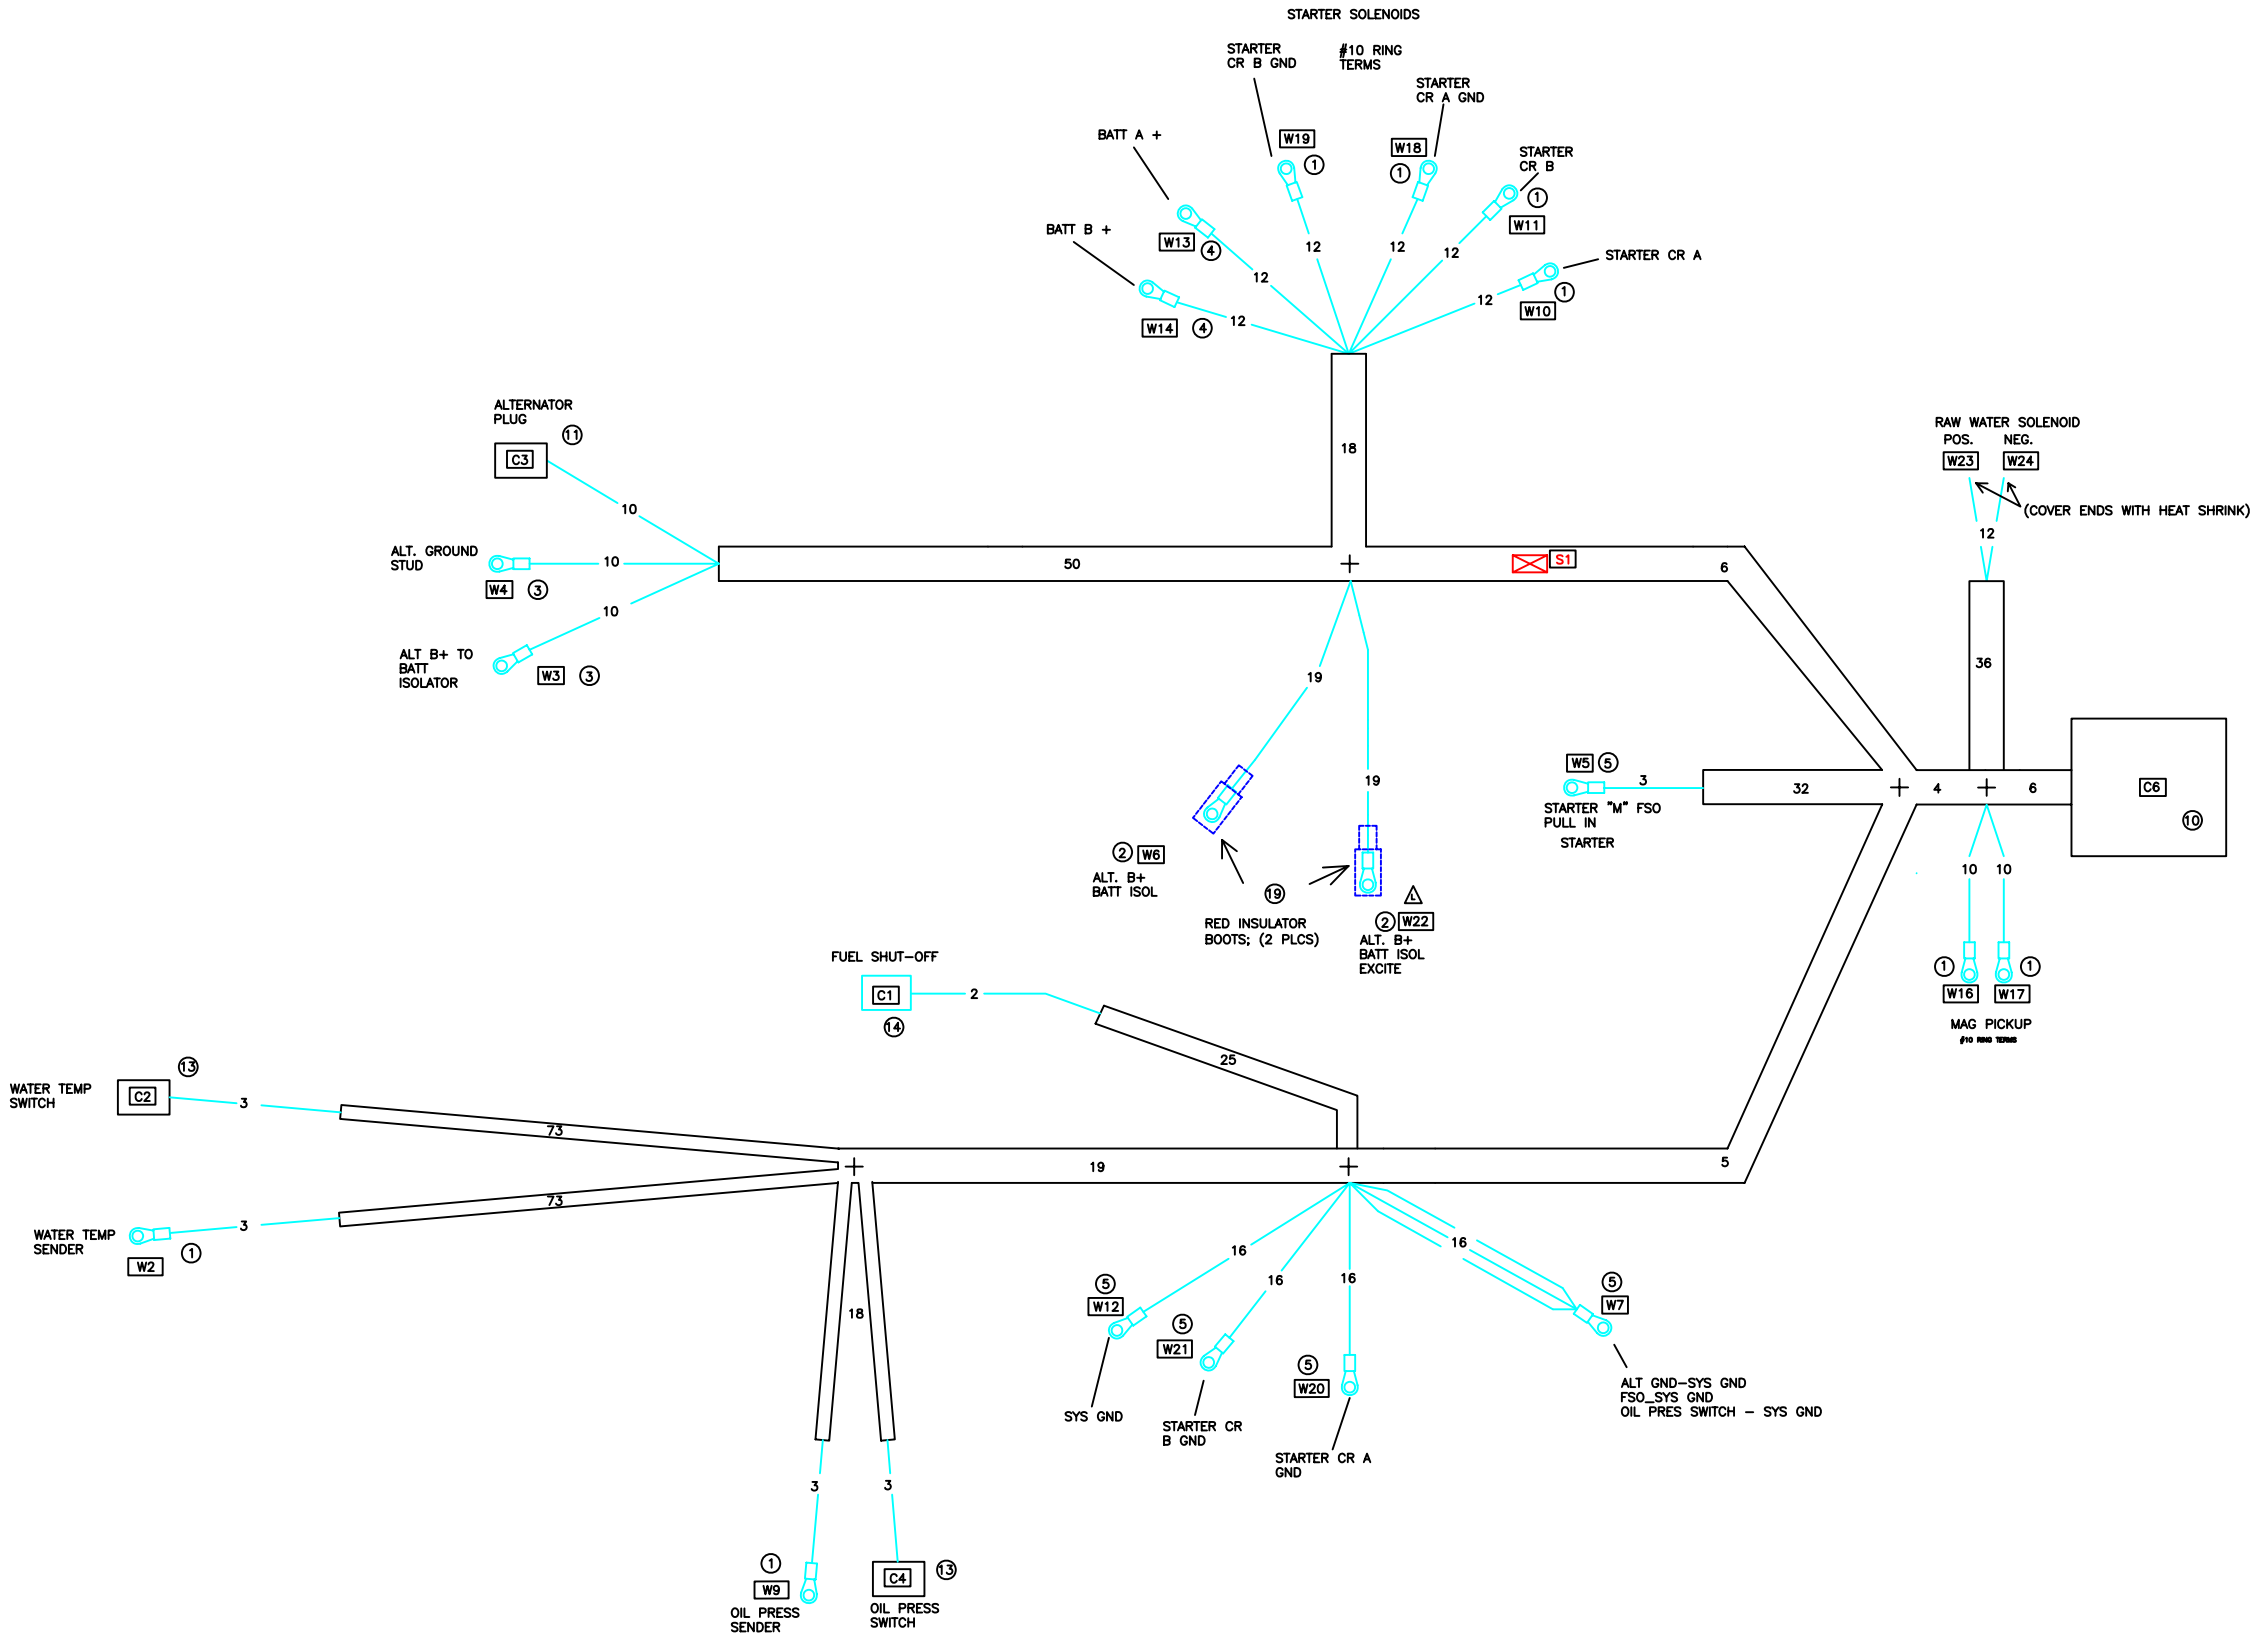 STARTER SOLENOIDS
STARTER
CR B GND
#10 RING
TERMS
STARTER
CR A GND
BATT A +
W19
1
W18
1
STARTER
CR B
1
W11
BATT B +
W13
4
12
12
12
12
STARTER CR A
1
W10
12
12
W14
4
ALTERNATOR
PLUG
11
C3
10
18
RAW WATER SOLENOID
POS.
NEG.
W23
W24
(COVER ENDS WITH HEAT SHRINK)
12
ALT. GROUND
STUD
10
W4
3
50
S1
6
10
ALT B+ TO
BATT
ISOLATOR
W3
3
19
36
W5
5
3
19
STARTER "M" FSO
PULL IN
STARTER
32
4
6
C6
10
2
W6
ALT. B+
BATT ISOL
19
RED INSULATOR
BOOTS; (2 PLCS)
L
2
W22
ALT. B+
BATT ISOL
EXCITE
10
10
1
1
W16
W17
MAG PICKUP
#10 RING TERMS
FUEL SHUT-OFF
C1
2
14
25
13
WATER TEMP
SWITCH
C2
3
73
19
5
73
WATER TEMP
SENDER
3
W2
1
16
16
16
16
5
W12
5
W21
5
W20
5
W7
18
SYS GND
STARTER CR
B GND
STARTER CR A
GND
ALT GND-SYS GND
FSO_SYS GND
OIL PRES SWITCH - SYS GND
3
3
1
W9
OIL PRESS
SENDER
C4
13
OIL PRESS
SWITCH